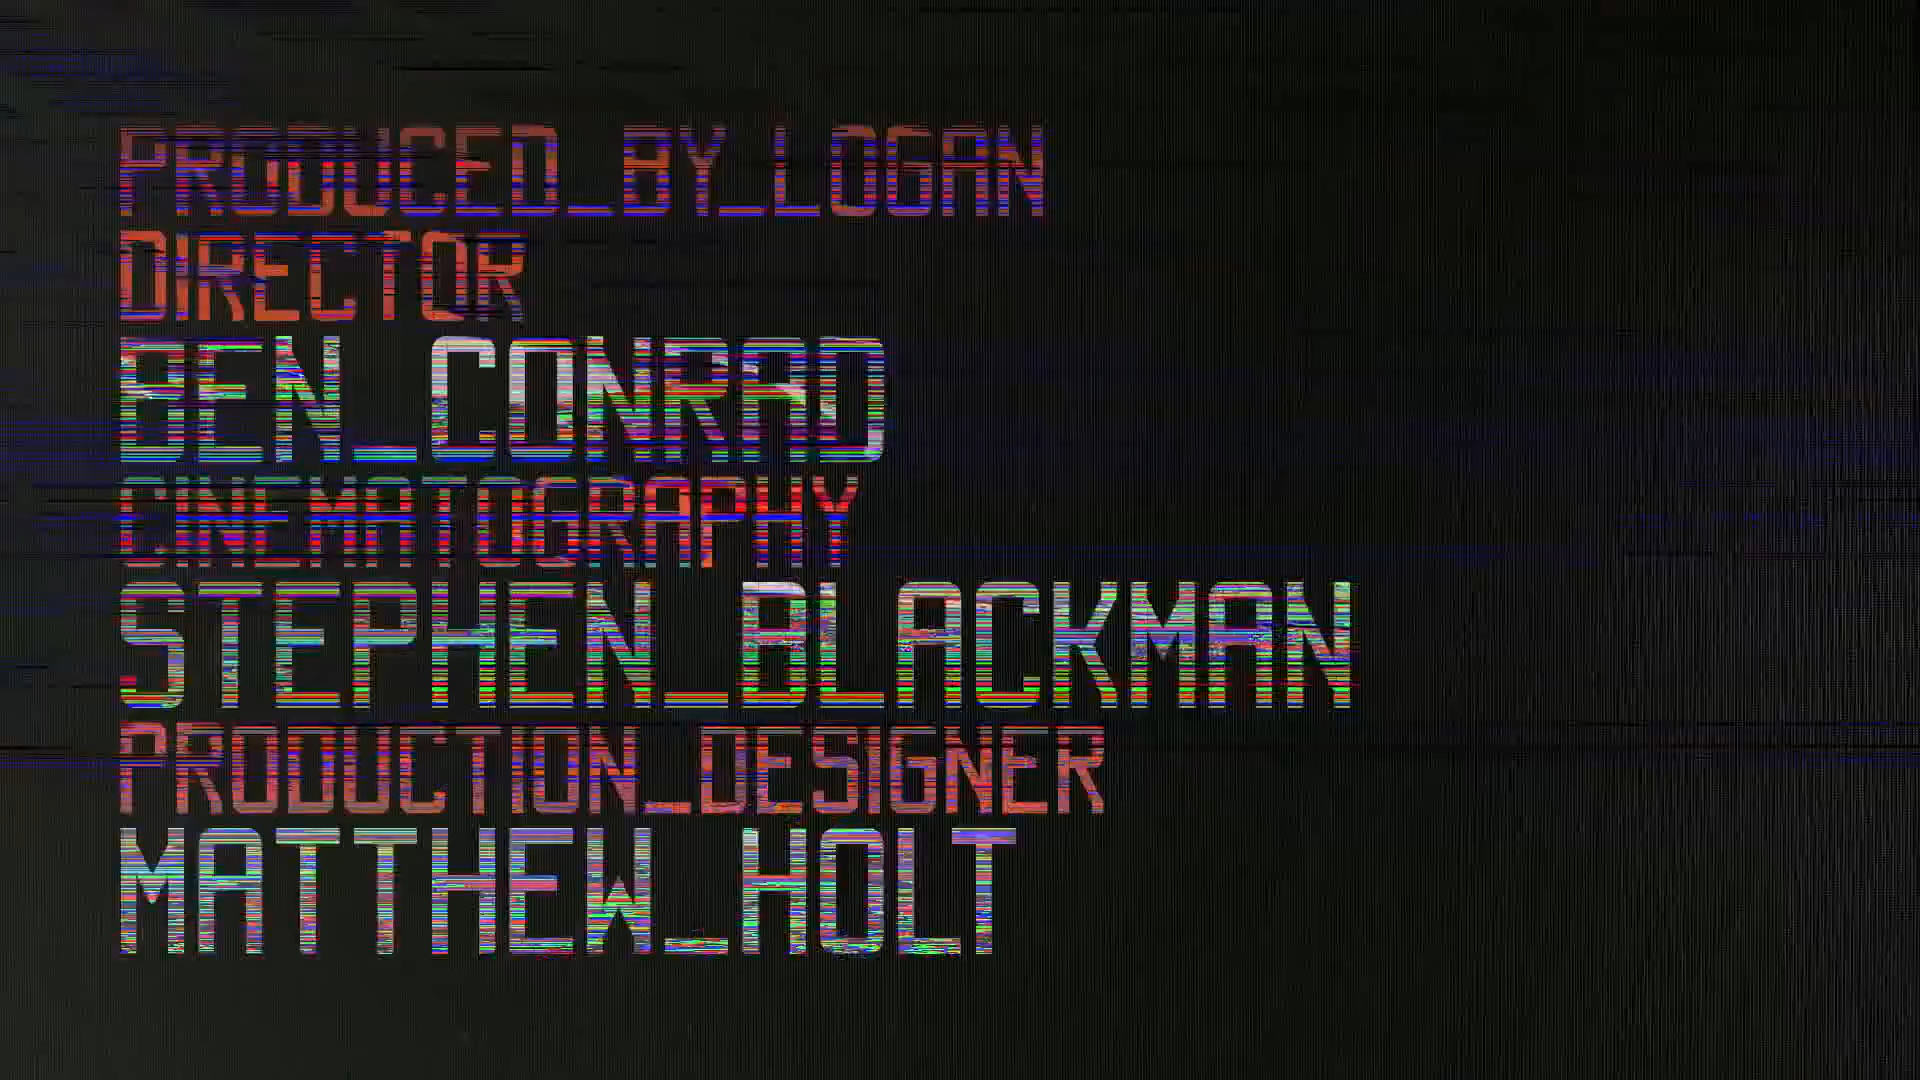 PRODUCED_BY_LOGAN
DIRECTOR
BEN_CONRAD
CINEMATOGRAPHY
STEPHEN_BLACKMAN
PRODUCTION_DESIGNER
MATTHEW_HOLT